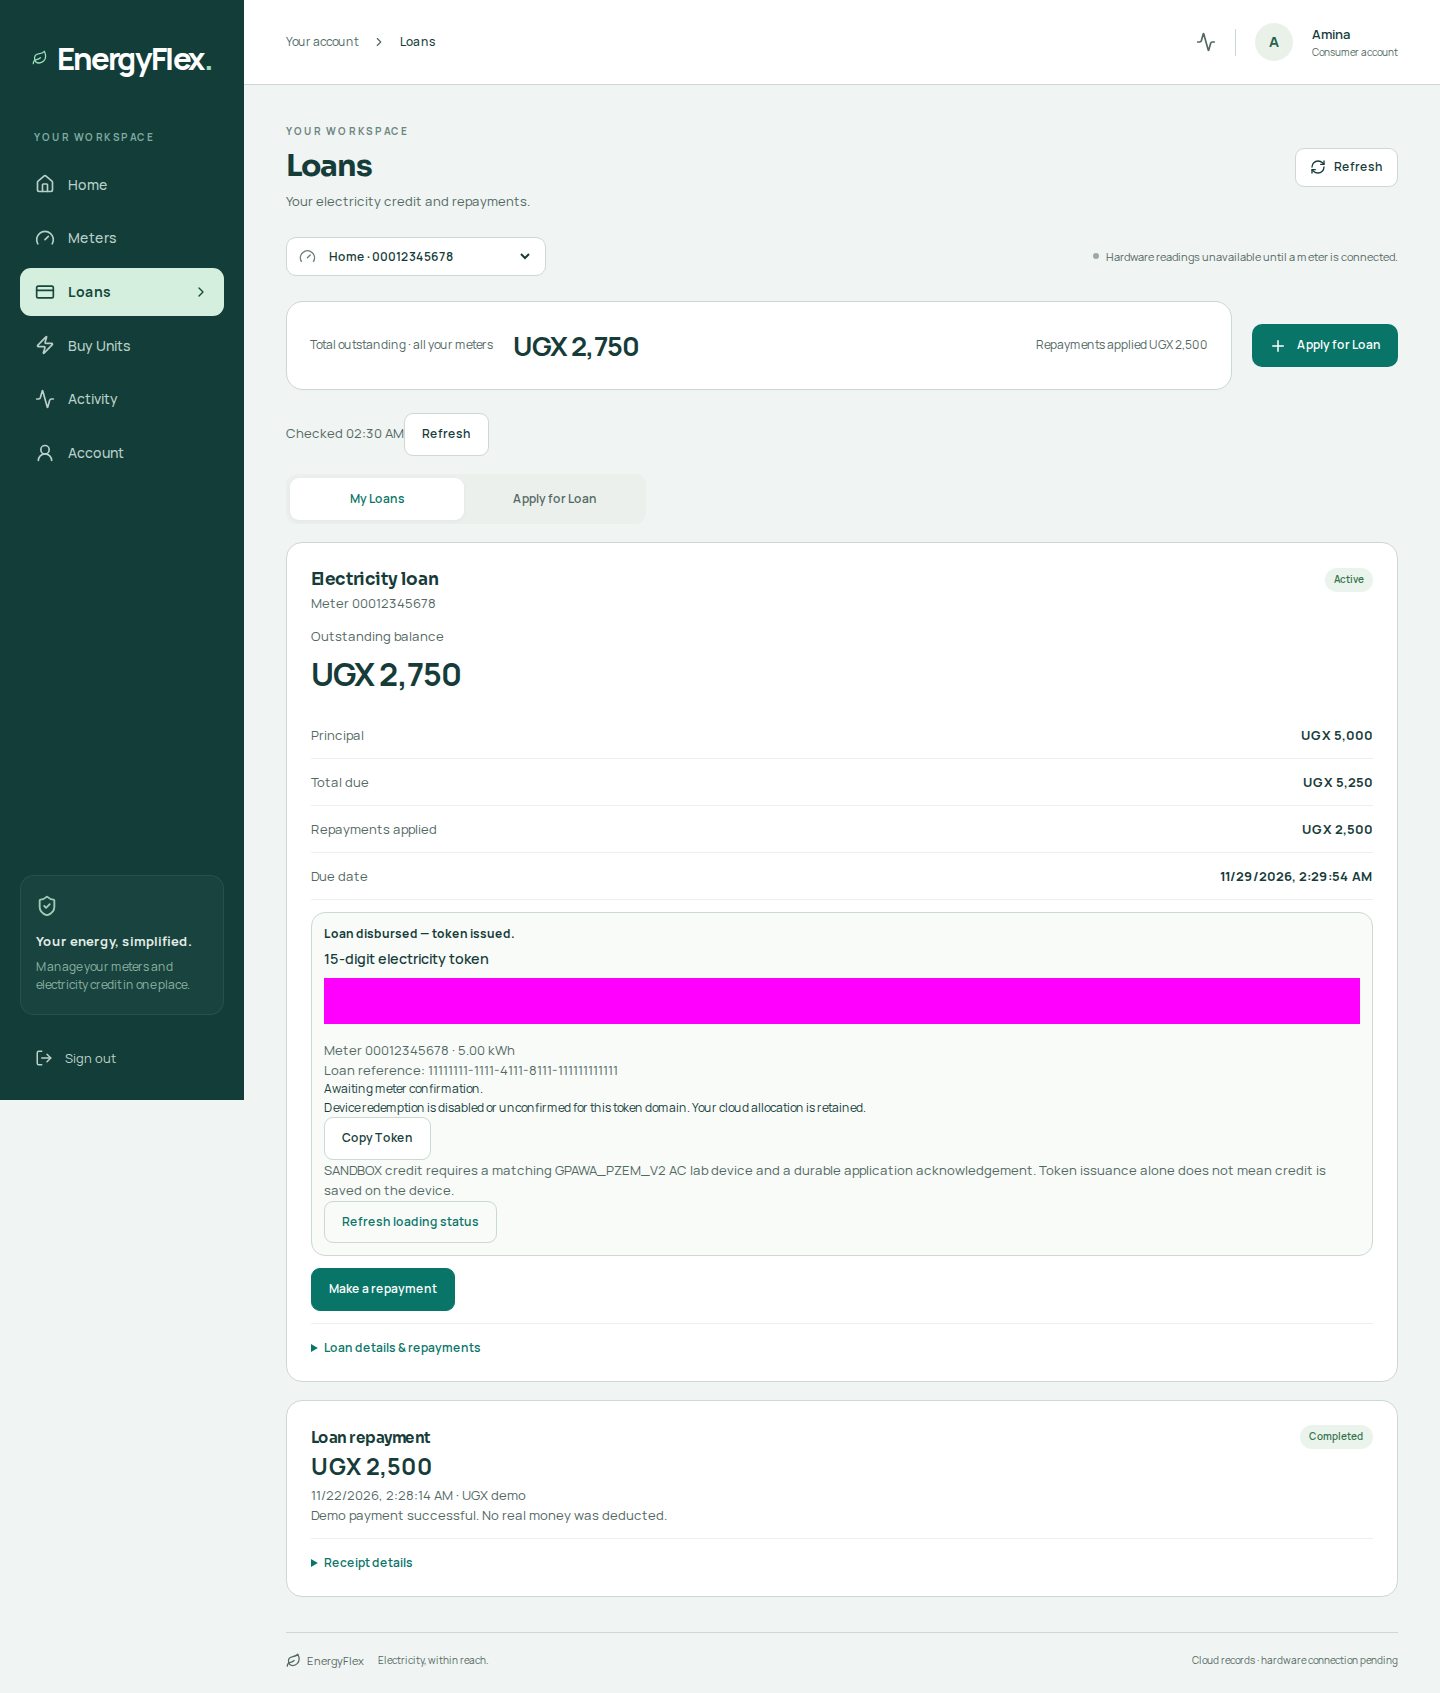 EnergyFlex.
YOUR WORKSPACE
Home
Meters
Loans
Buy Units
Activity
Account
Your energy, simplified.
Manage your meters and
electricity credit in one place.
Sign out
Your account
Loans
A
Amina
Consumer account
YOUR WORKSPACE
Loans
Your electricity credit and repayments.
Refresh
Home · 00012345678
Hardware readings unavailable until a meter is connected.
Total outstanding · all your meters
UGX 2,750
Repayments applied UGX 2,500
Apply for Loan
Checked 02:30 AM
Refresh
My Loans
Apply for Loan
Electricity loan
Active
Meter 00012345678
Outstanding balance
UGX 2,750
Principal UGX 5,000
Total due UGX 5,250
Repayments applied UGX 2,500
Due date 11/29/2026, 2:29:54 AM
Loan disbursed — token issued.
15-digit electricity token
Meter 00012345678 · 5.00 kWh
Loan reference: 11111111-1111-4111-8111-111111111111
Awaiting meter confirmation.
Device redemption is disabled or unconfirmed for this token domain. Your cloud allocation is retained.
Copy Token
SANDBOX credit requires a matching GPAWA_PZEM_V2 AC lab device and a durable application acknowledgement. Token issuance alone does not mean credit is
saved on the device.
Refresh loading status
Make a repayment
Loan details & repayments
Loan repayment
Completed
UGX 2,500
11/22/2026, 2:28:14 AM · UGX demo
Demo payment successful. No real money was deducted.
Receipt details
EnergyFlex
Electricity, within reach.
Cloud records · hardware connection pending